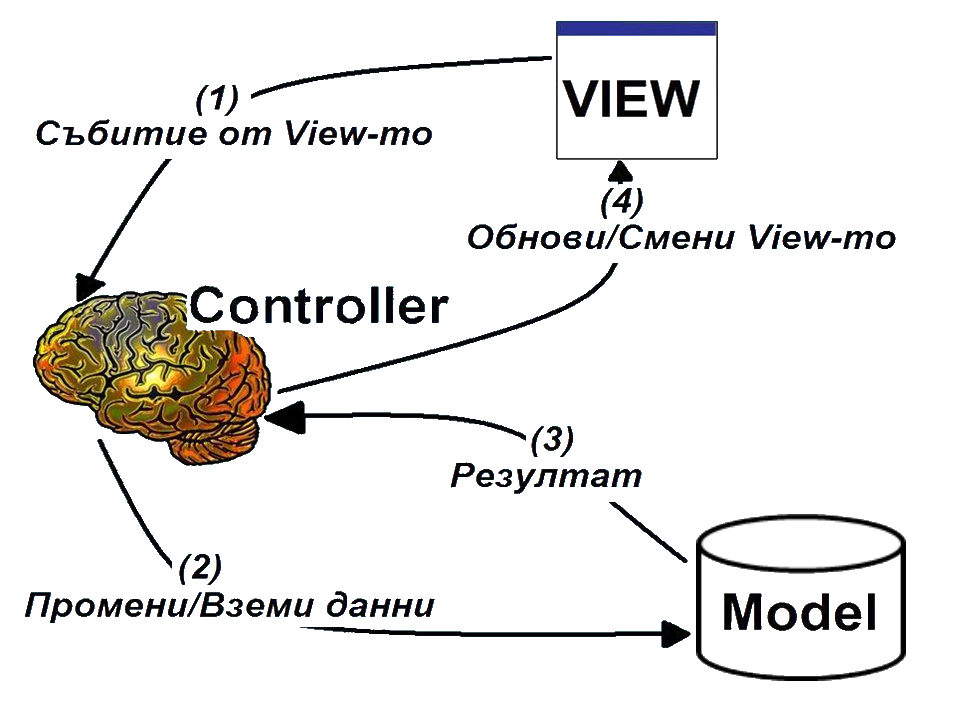 VIEW
(1)
Събитие от View-то
(4)
Обнови/Смени View-то
Controller
(3)
Резултат
(2)
Промени/Вземи данни
Model